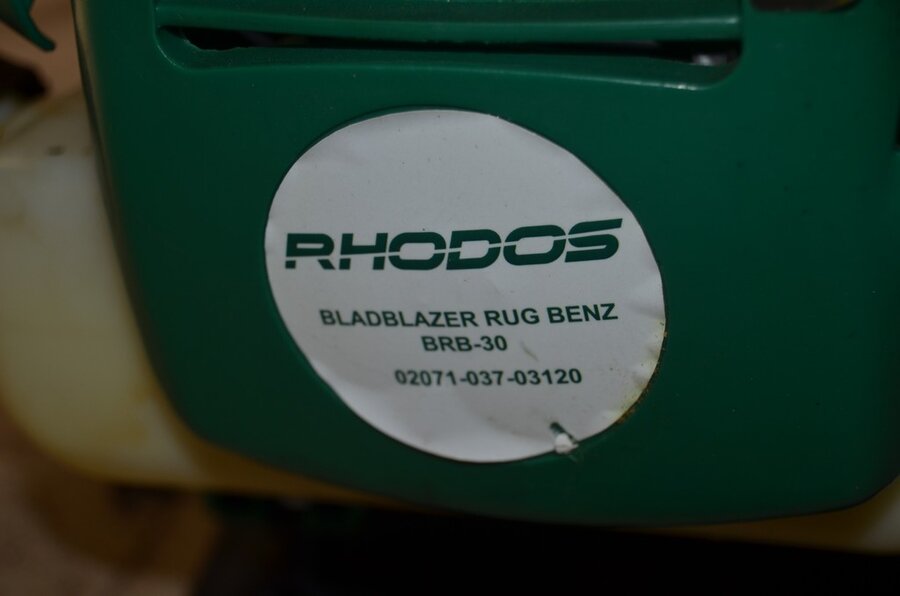 RHODOS
BLADBLAZER RUG BENZ
BRB-30
02071-037-03120